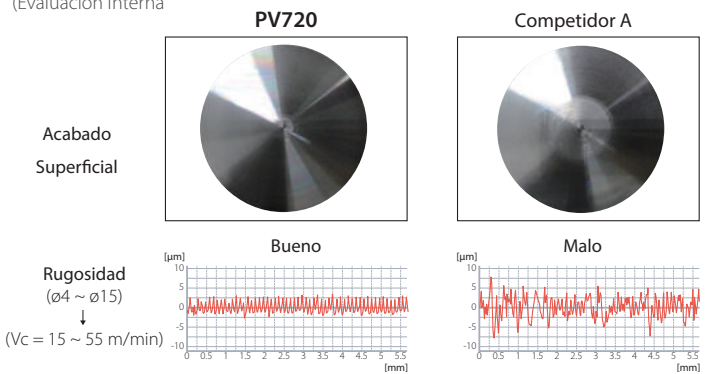 (Evaluación Interna
PV720
Competidor A
Acabado
Superficial
Bueno
Malo
Rugosidad
(ø4 ~ ø15)
↓
(Vc = 15 ~ 55 m/min)
[µm]
10
5
0
-5
-10
0 0.5 1 1.5 2 2.5 3 3.5 4 4.5 5 5.5
[mm]
[µm]
10
5
0
-5
-10
0 0.5 1 1.5 2 2.5 3 3.5 4 4.5 5 5.5
[mm]